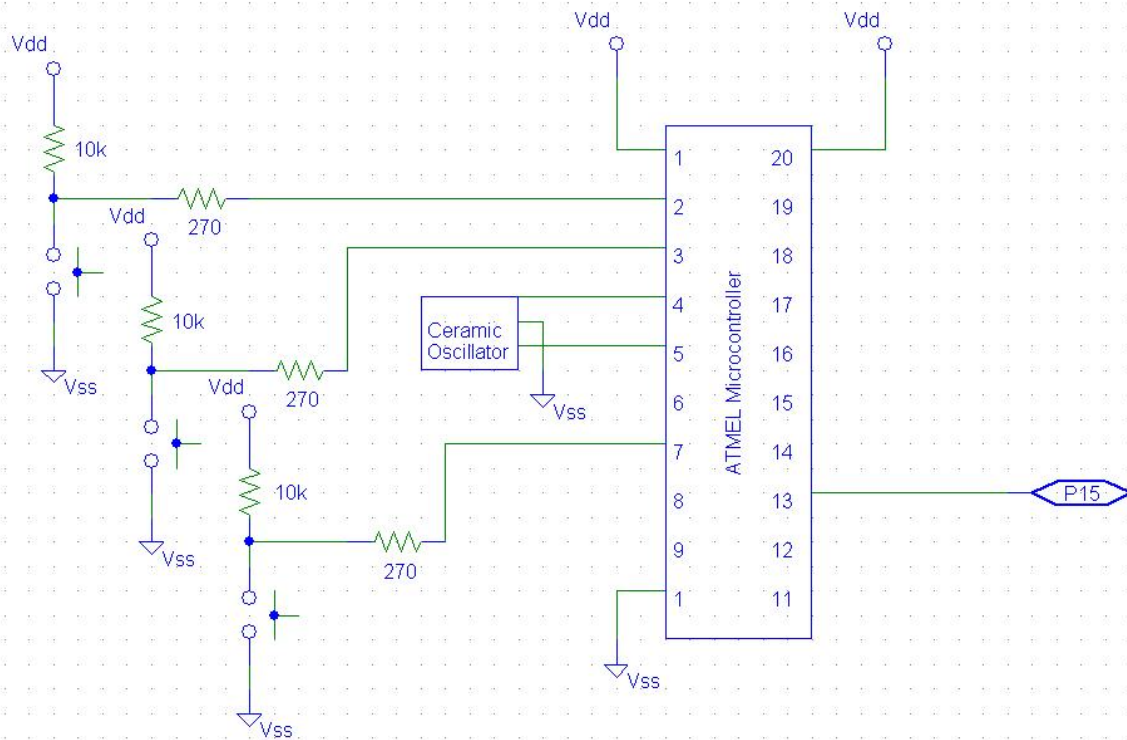 Vdd
Vdd
Vdd
10k
270
Vdd
Vss
10k
270
Vdd
Vss
10k
270
Vss
Ceramic
Oscillator
Vss
ATMEL Microcontroller
1
2
3
4
5
6
7
8
9
1
20
19
18
17
16
15
14
13
12
11
Vss
P15